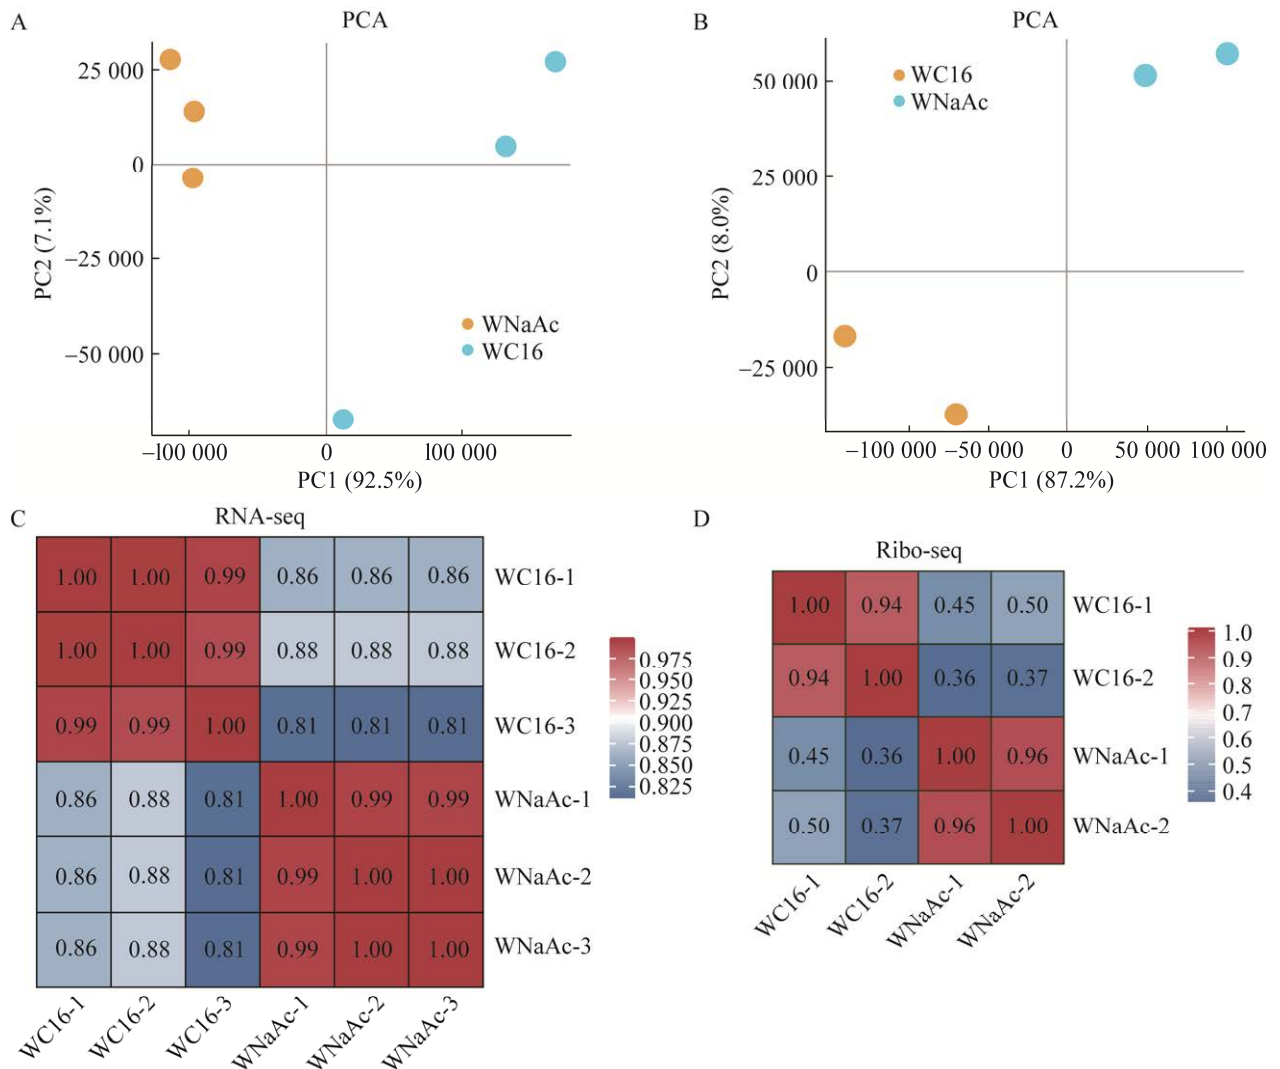 A
PCA
25 000
0
−25 000
−50 000
PC2 (7.1%)
WNaAc
WC16
−100 000 0 100 000
PC1 (92.5%)
B
PCA
WC16
WNaAc
50 000
25 000
0
−25 000
PC2 (8.0%)
−100 000 −50 000 0 50 000 100 000
PC1 (87.2%)
C
RNA-seq
1.00 1.00 0.99 0.86 0.86 0.86 WC16-1
1.00 1.00 0.99 0.88 0.88 0.88 WC16-2
0.99 0.99 1.00 0.81 0.81 0.81 WC16-3
0.86 0.88 0.81 1.00 0.99 0.99 WNaAc-1
0.86 0.88 0.81 0.99 1.00 1.00 WNaAc-2
0.86 0.88 0.81 0.99 1.00 1.00 WNaAc-3
WC16-1 WC16-2 WC16-3 WNaAc-1 WNaAc-2 WNaAc-3
0.975
0.950
0.925
0.900
0.875
0.850
0.825
D
Ribo-seq
1.00 0.94 0.45 0.50 WC16-1
0.94 1.00 0.36 0.37 WC16-2
0.45 0.36 1.00 0.96 WNaAc-1
0.50 0.37 0.96 1.00 WNaAc-2
WC16-1 WC16-2 WNaAc-1 WNaAc-2
1.0
0.9
0.8
0.7
0.6
0.5
0.4